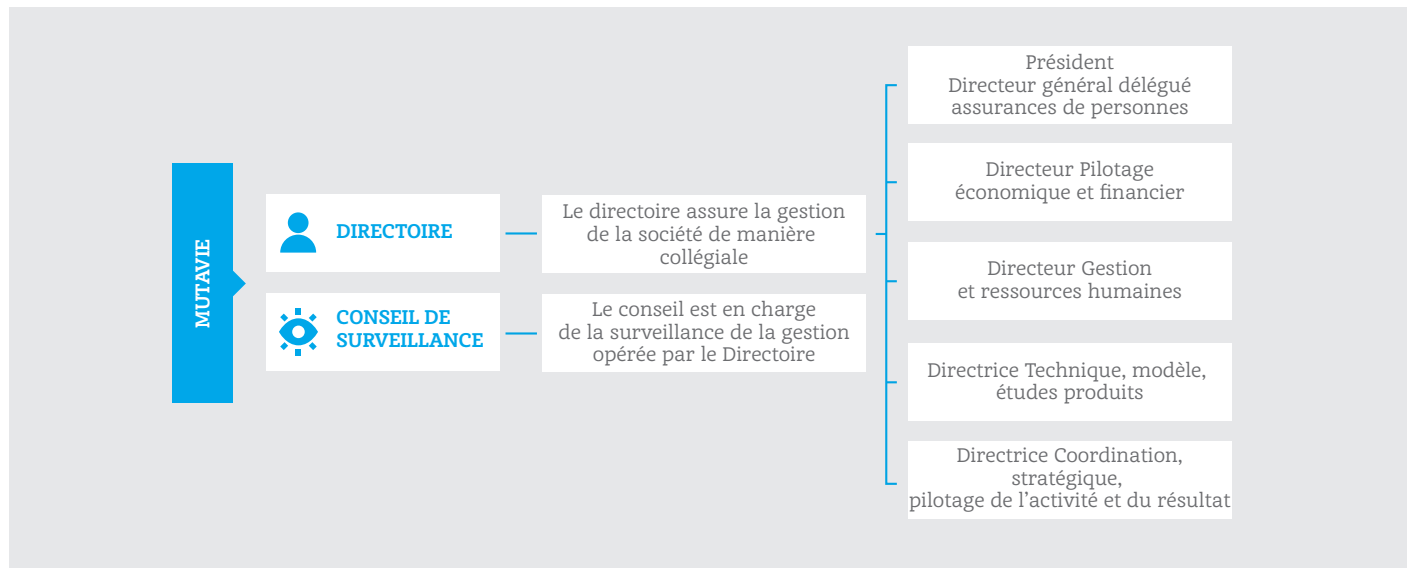 MUTAVIE
DIRECTOIRE
Le directoire assure la gestion
de la société de manière
collégiale
CONSEIL DE
SURVEILLANCE
Le conseil est en charge
de la surveillance de la gestion
opérée par le Directoire
Président
Directeur général délégué
assurances de personnes
Directeur Pilotage
économique et financier
Directeur Gestion
et ressources humaines
Directrice Technique, modèle,
études produits
Directrice Coordination,
stratégique,
pilotage de l’activité et du résultat